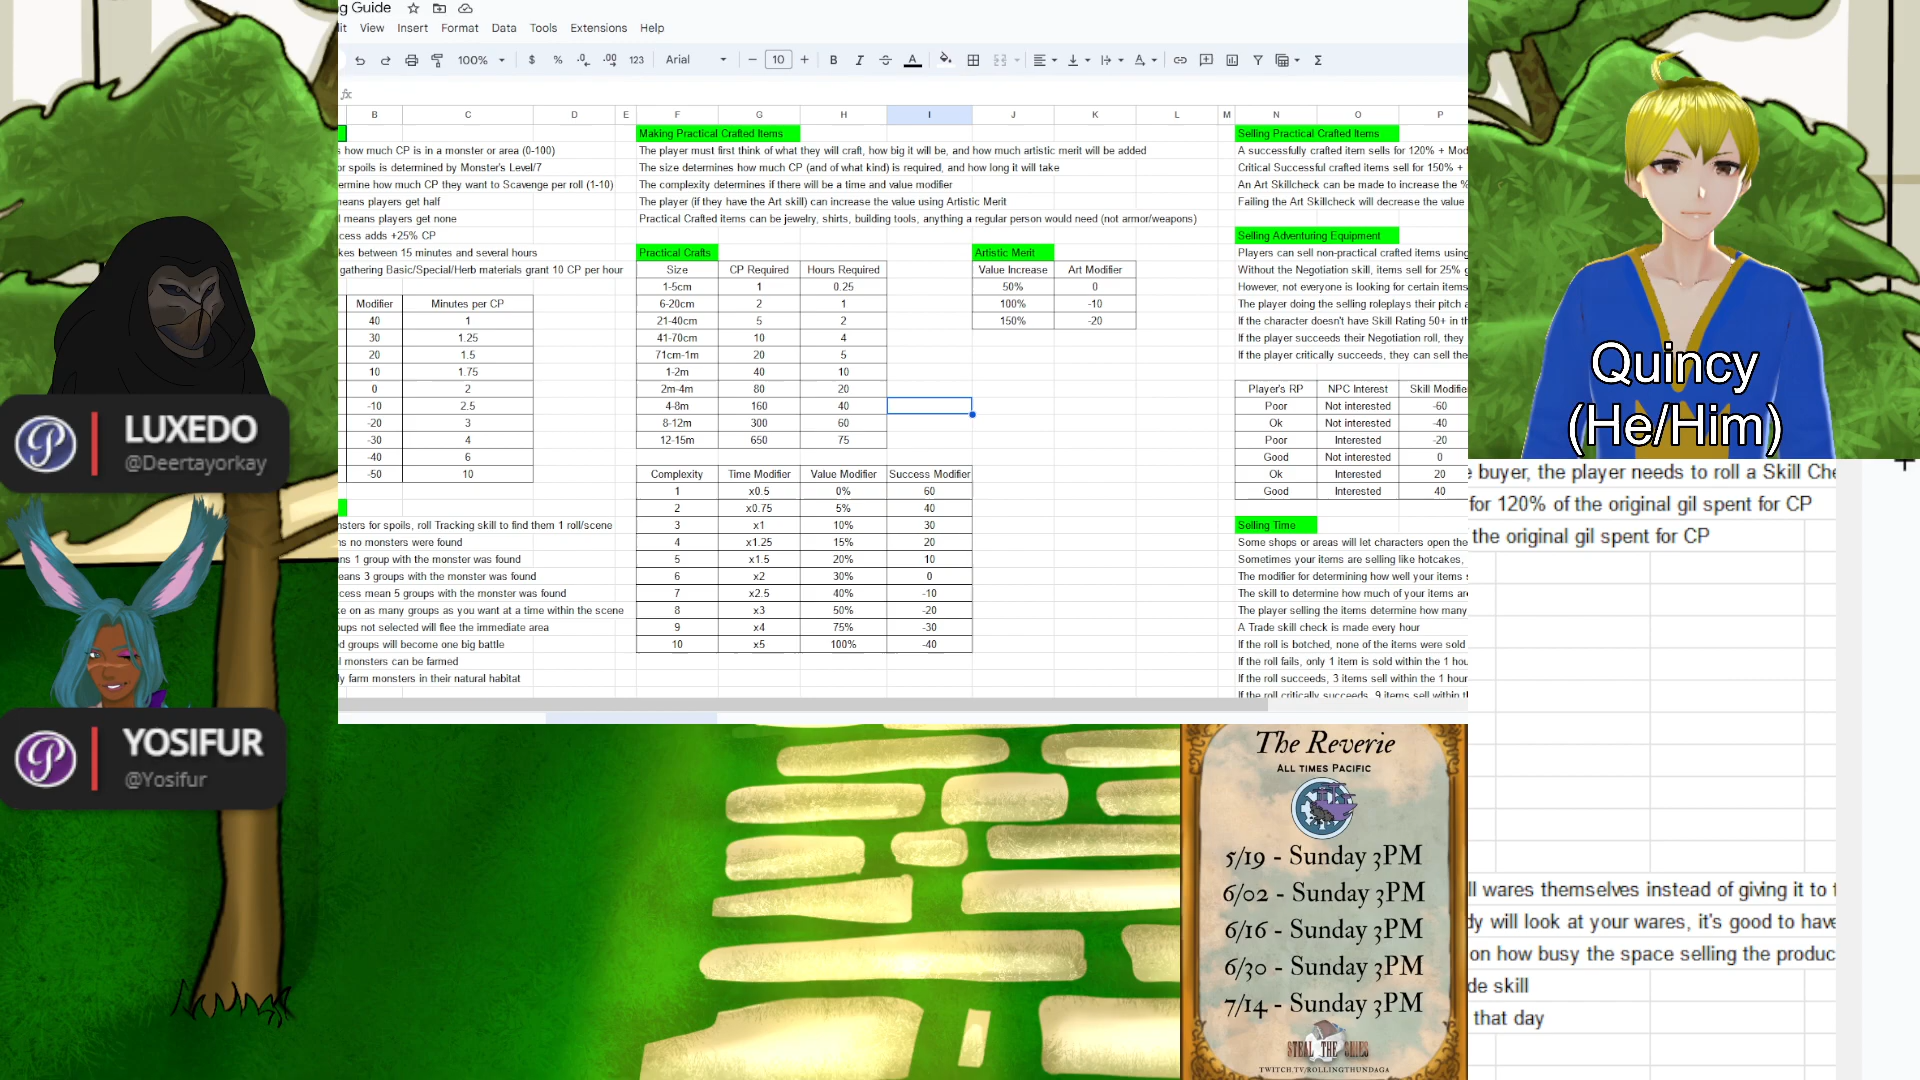 g Guide
it View Insert Format Data Tools Extensions Help
100% $ % .0 .00 123 Arial 10 B I A Σ
fx
B C D E F G H I J K L M N O P
Making Practical Crafted Items
Selling Practical Crafted Items
s how much CP is in a monster or area (0-100)
The player must first think of what they will craft, how big it will be, and how much artistic merit will be added
A successfully crafted item sells for 120% + Mod
or spoils is determined by Monster's Level/7
The size determines how much CP (and of what kind) is required, and how long it will take
Critical Successful crafted items sell for 150% +
ermine how much CP they want to Scavenge per roll (1-10)
The complexity determines if there will be a time and value modifier
An Art Skillcheck can be made to increase the %
means players get half
The player (if they have the Art skill) can increase the value using Artistic Merit
Failing the Art Skillcheck will decrease the value
l means players get none
Practical Crafted items can be jewelry, shirts, building tools, anything a regular person would need (not armor/weapons)
cess adds +25% CP
Selling Adventuring Equipment
kes between 15 minutes and several hours
Practical Crafts
Artistic Merit
Players can sell non-practical crafted items using
gathering Basic/Special/Herb materials grant 10 CP per hour
Size CP Required Hours Required Value Increase Art Modifier
Without the Negotiation skill, items sell for 25%
1-5cm 1 0.25 50% 0
However, not everyone is looking for certain items
Modifier Minutes per CP
6-20cm 2 1 100% -10
The player doing the selling roleplays their pitch
40 1
21-40cm 5 2 150% -20
If the character doesn't have Skill Rating 50+ in th
30 1.25
41-70cm 10 4
If the player succeeds their Negotiation roll, they
20 1.5
71cm-1m 20 5
If the player critically succeeds, they can sell the
10 1.75
1-2m 40 10
0 2
2m-4m 80 20
Player's RP NPC Interest Skill Modifie
-10 2.5
4-8m 160 40
Poor Not interested -60
-20 3
8-12m 300 60
Ok Not interested -40
-30 4
12-15m 650 75
Poor Interested -20
-40 6
Good Not interested 0
-50 10
Complexity Time Modifier Value Modifier Success Modifier
Ok Interested 20
1 x0.5 0% 60
Good Interested 40
2 x0.75 5% 40
nsters for spoils, roll Tracking skill to find them 1 roll/scene
3 x1 10% 30
Selling Time
ns no monsters were found
4 x1.25 15% 20
Some shops or areas will let characters open the
ans 1 group with the monster was found
5 x1.5 20% 10
Sometimes your items are selling like hotcakes,
eans 3 groups with the monster was found
6 x2 30% 0
The modifier for determining how well your items
ccess mean 5 groups with the monster was found
7 x2.5 40% -10
The skill to determine how much of your items are
ke on as many groups as you want at a time within the scene
8 x3 50% -20
The player selling the items determine how many
oups not selected will flee the immediate area
9 x4 75% -30
A Trade skill check is made every hour
d groups will become one big battle
10 x5 100% -40
If the roll is botched, none of the items were sold
l monsters can be farmed
If the roll fails, only 1 item is sold within the 1 hou
ly farm monsters in their natural habitat
If the roll succeeds, 3 items sell within the 1 hour
If the roll critically succeeds, 9 items sell within t
LUXEDO
@Deertayorkay
YOSIFUR
@Yosifur
Quincy
(He/Him)
e buyer, the player needs to roll a Skill Che
for 120% of the original gil spent for CP
the original gil spent for CP
ll wares themselves instead of giving it to t
dy will look at your wares, it's good to have
on how busy the space selling the produc
de skill
that day
The Reverie
ALL TIMES PACIFIC
5/19 - Sunday 3PM
6/02 - Sunday 3PM
6/16 - Sunday 3PM
6/30 - Sunday 3PM
7/14 - Sunday 3PM
STEAL THE SKIES
TWITCH.TV/ROLLINGTHUNDAGA